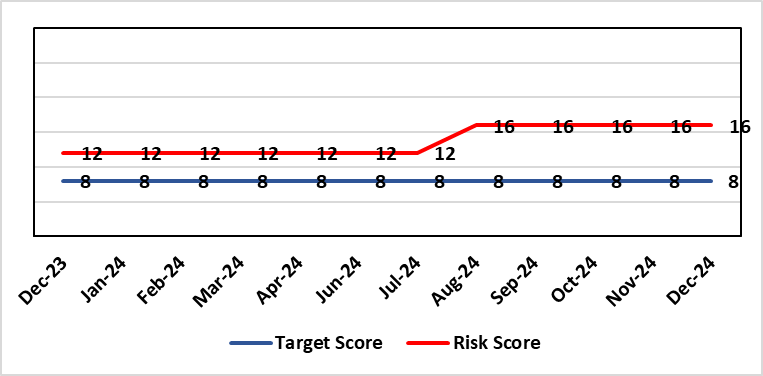 16 16 16 16 16
12 12 12 12 12 12 12
8 8 8 8 8 8 8 8 8 8 8 8
Dec-23 Jan-24 Feb-24 Mar-24 Apr-24 Jun-24 Jul-24 Aug-24 Sep-24 Oct-24 Nov-24 Dec-24
Target Score Risk Score